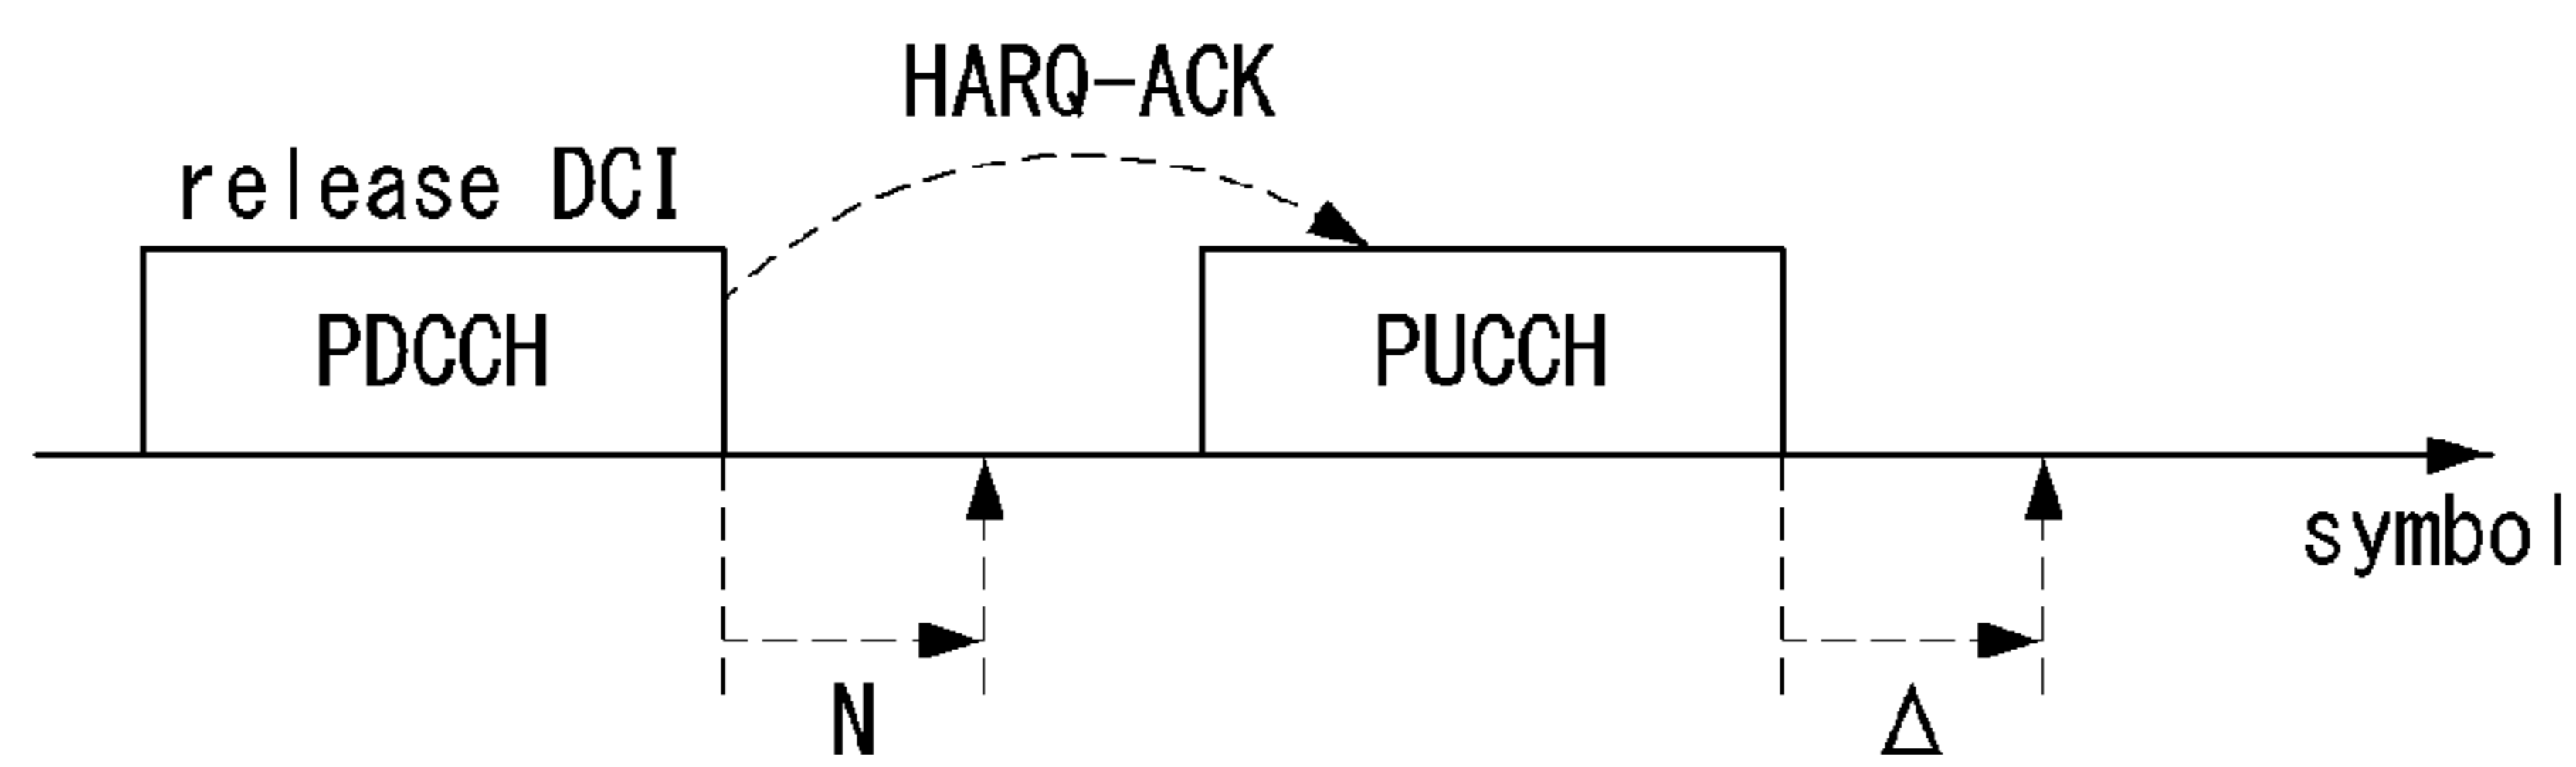 HARQ-ACK
release DCI
PDCCH
PUCCH
symbol
N
Δ